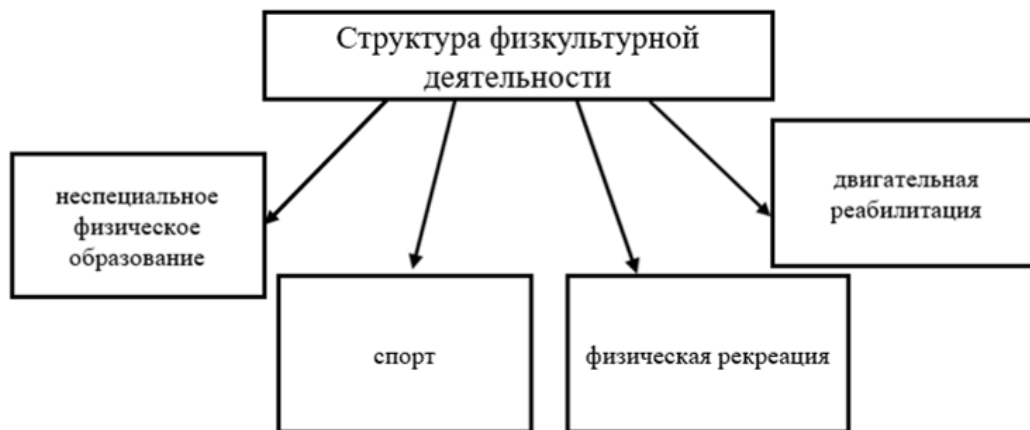 Структура физкультурной
деятельности
неспециальное
физическое
образование
спорт
физическая рекреация
двигательная
реабилитация